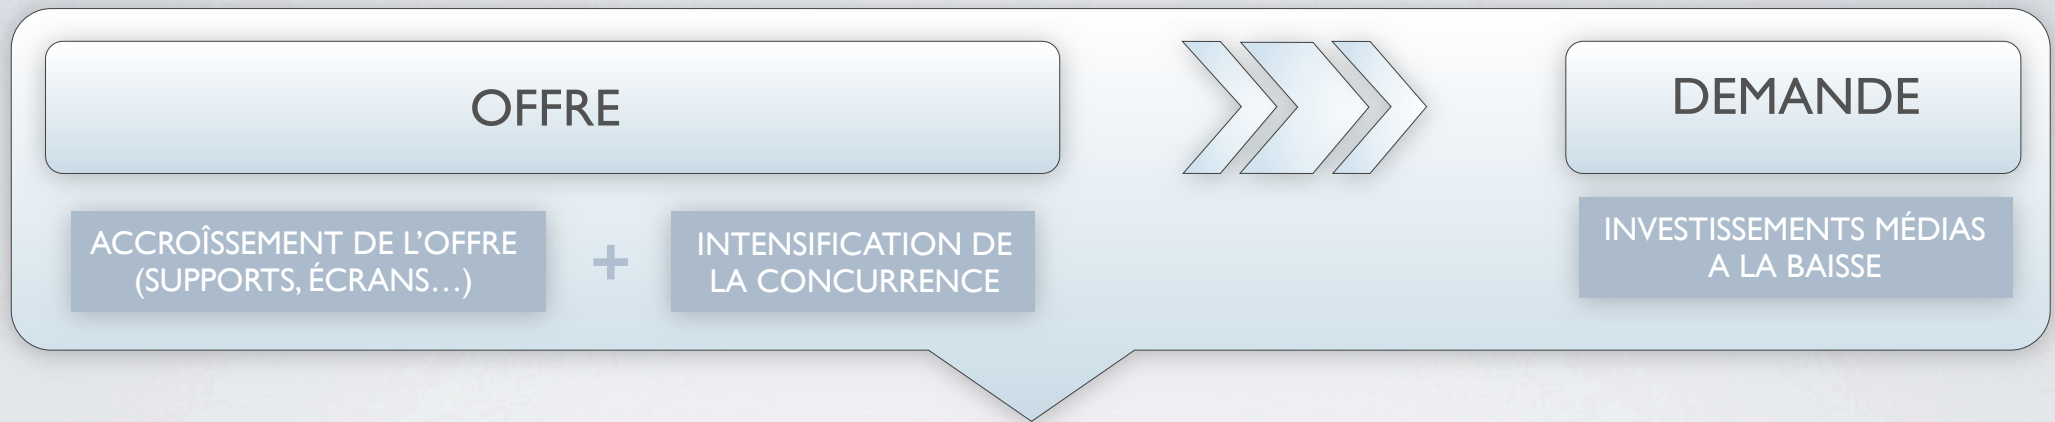 OFFRE
DEMANDE
ACCROÎSSEMENT DE L’OFFRE
(SUPPORTS, ÉCRANS…)
+
INTENSIFICATION DE
LA CONCURRENCE
INVESTISSEMENTS MÉDIAS
A LA BAISSE